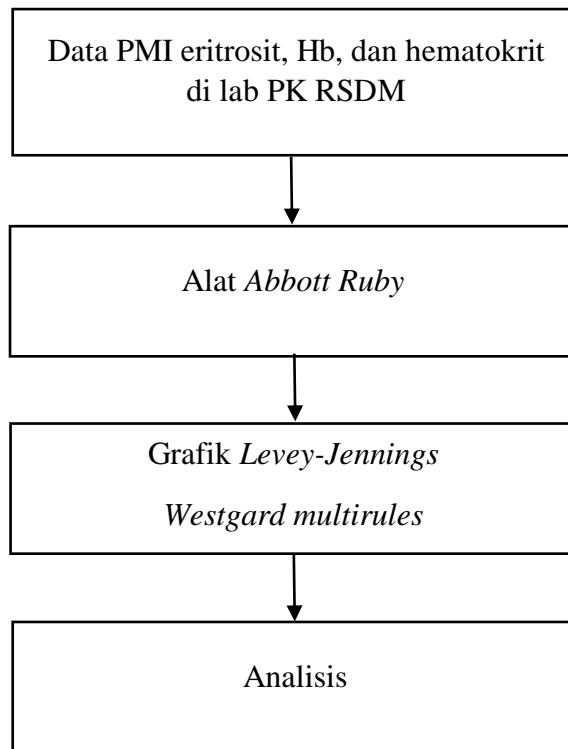 Data PMI eritrosit, Hb, dan hematokrit
di lab PK RSDM
Alat Abbott Ruby
Grafik Levey-Jennings
Westgard multirules
Analisis